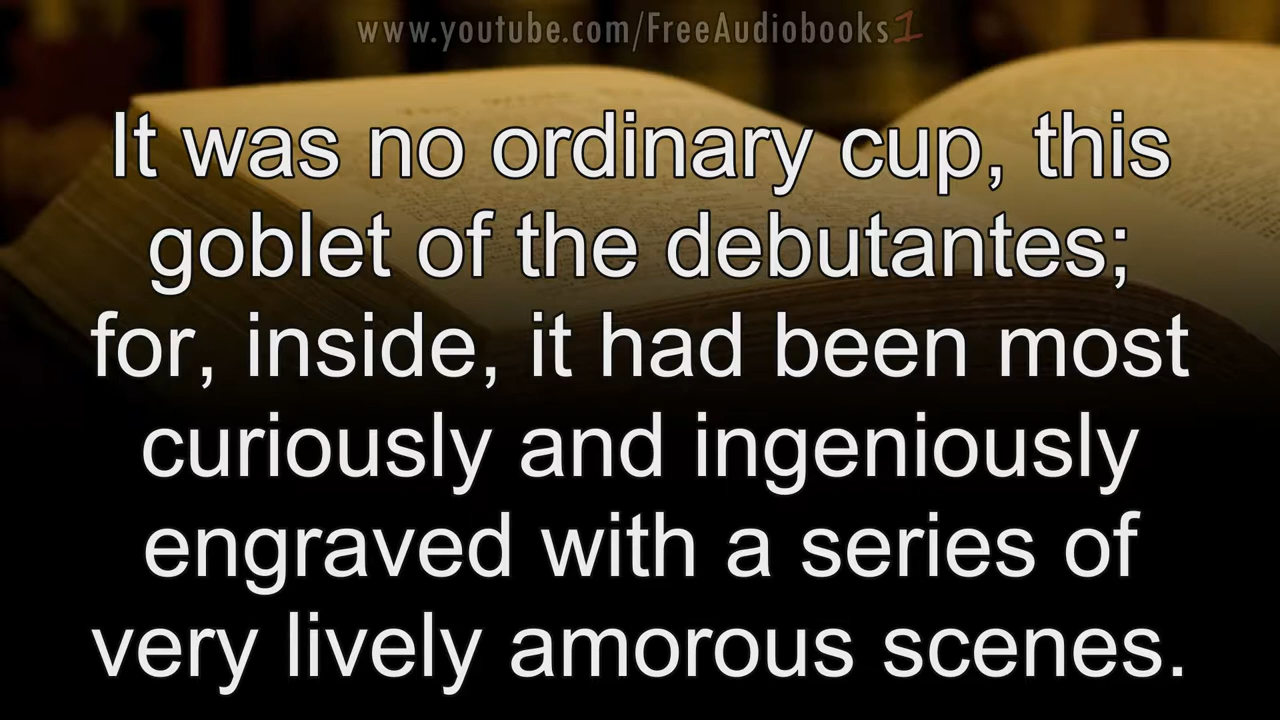 www.youtube.com/FreeAudiobooks1
It was no ordinary cup, this
goblet of the debutantes;
for, inside, it had been most
curiously and ingeniously
engraved with a series of
very lively amorous scenes.